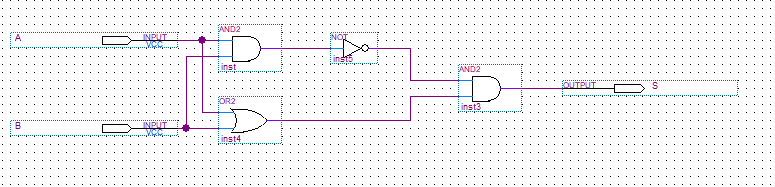 AND2
A
INPUT
VCC
NOT
inst
inst5
AND2
OUTPUT
S
OR2
inst3
B
INPUT
VCC
inst4